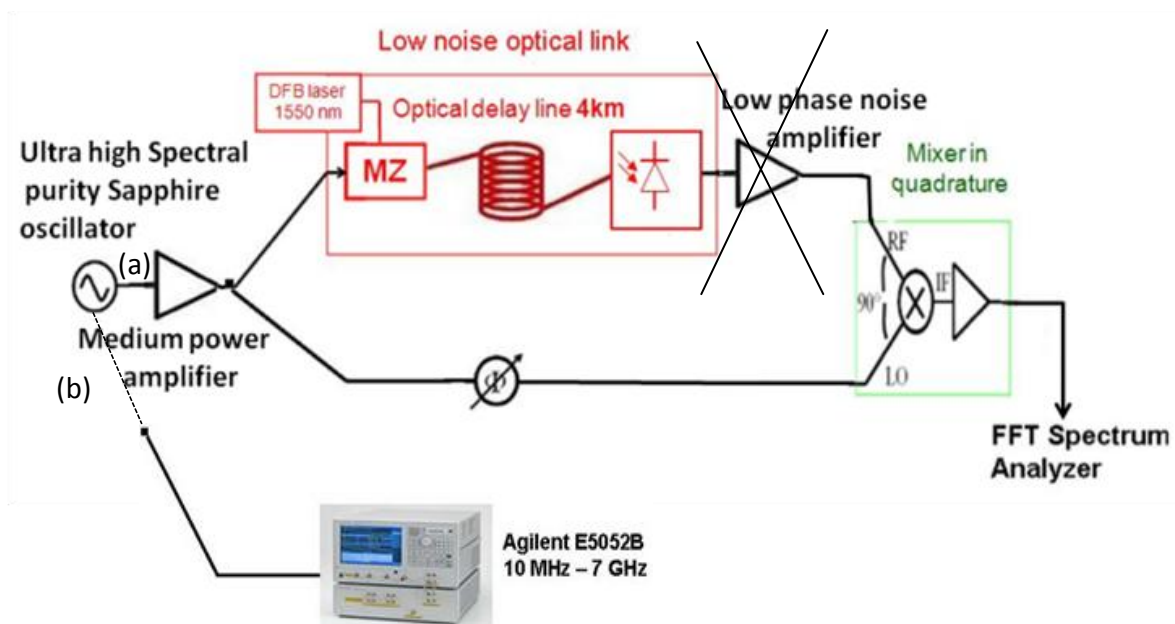 Low noise optical link
DFB laser
1550 nm
Optical delay line 4km
Low phase noise
amplifier
Ultra high Spectral
purity Sapphire
oscillator
MZ
Mixer in
quadrature
(a)
RF
90°
IF
LO
Medium power
amplifier
(b)
Φ
FFT Spectrum
Analyzer
Agilent E5052B
10 MHz – 7 GHz